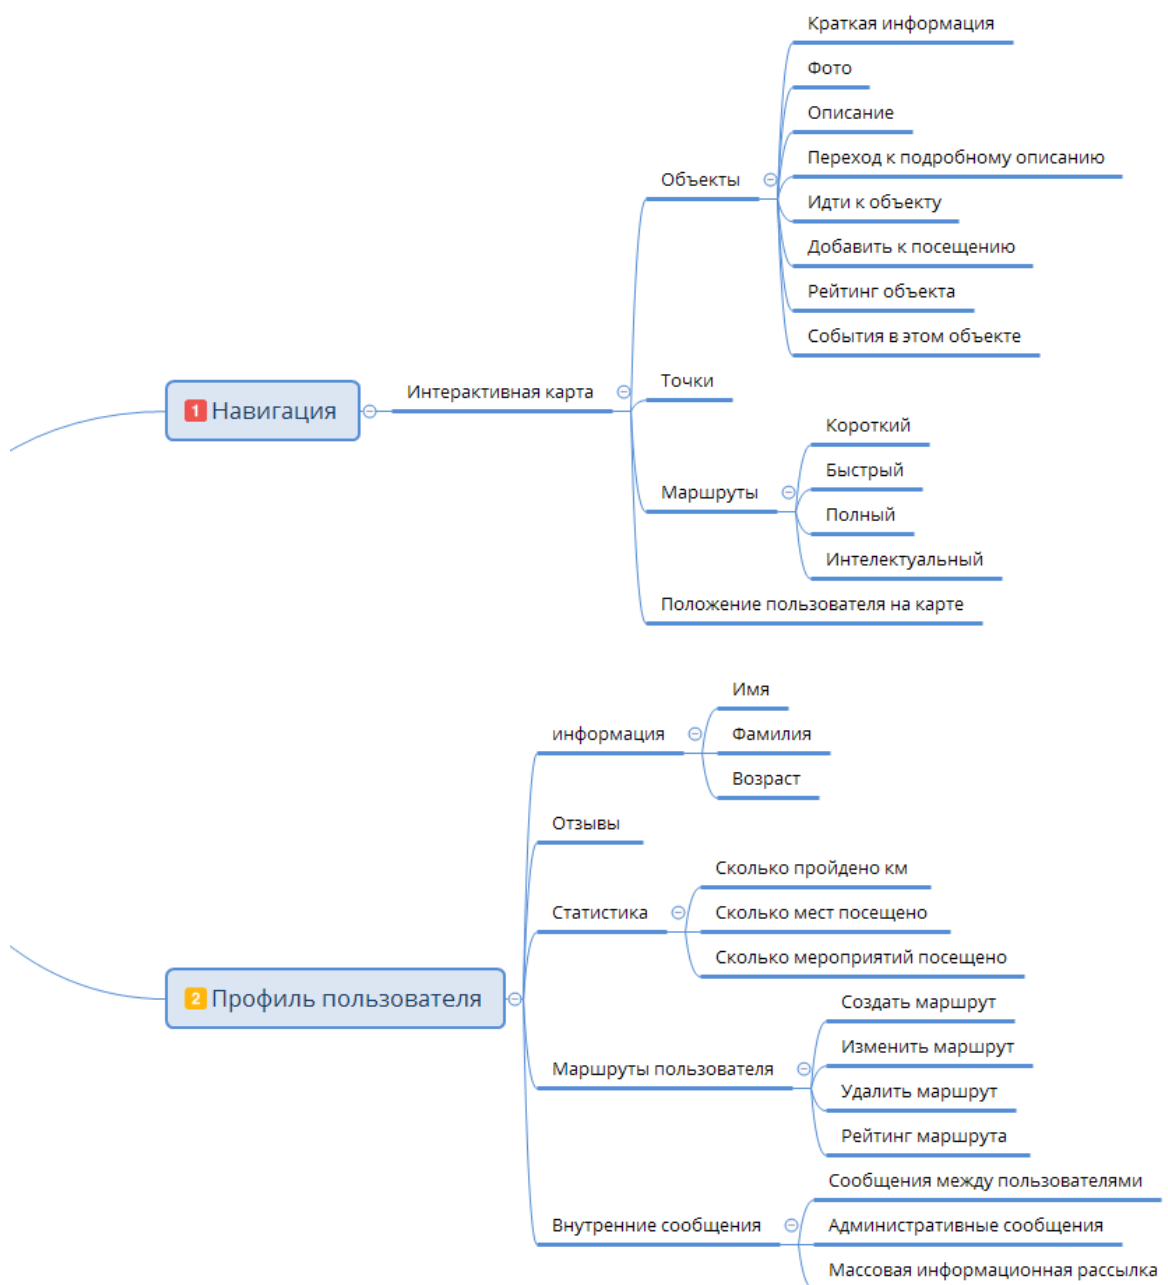 1 Навигация
Интерактивная карта
Объекты
Краткая информация
Фото
Описание
Переход к подробному описанию
Идти к объекту
Добавить к посещению
Рейтинг объекта
События в этом объекте
Точки
Маршруты
Короткий
Быстрый
Полный
Интелектуальный
Положение пользователя на карте
2 Профиль пользователя
информация
Имя
Фамилия
Возраст
Отзывы
Статистика
Сколько пройдено км
Сколько мест посещено
Сколько мероприятий посещено
Маршруты пользователя
Создать маршрут
Изменить маршрут
Удалить маршрут
Рейтинг маршрута
Внутренние сообщения
Сообщения между пользователями
Административные сообщения
Массовая информационная рассылка